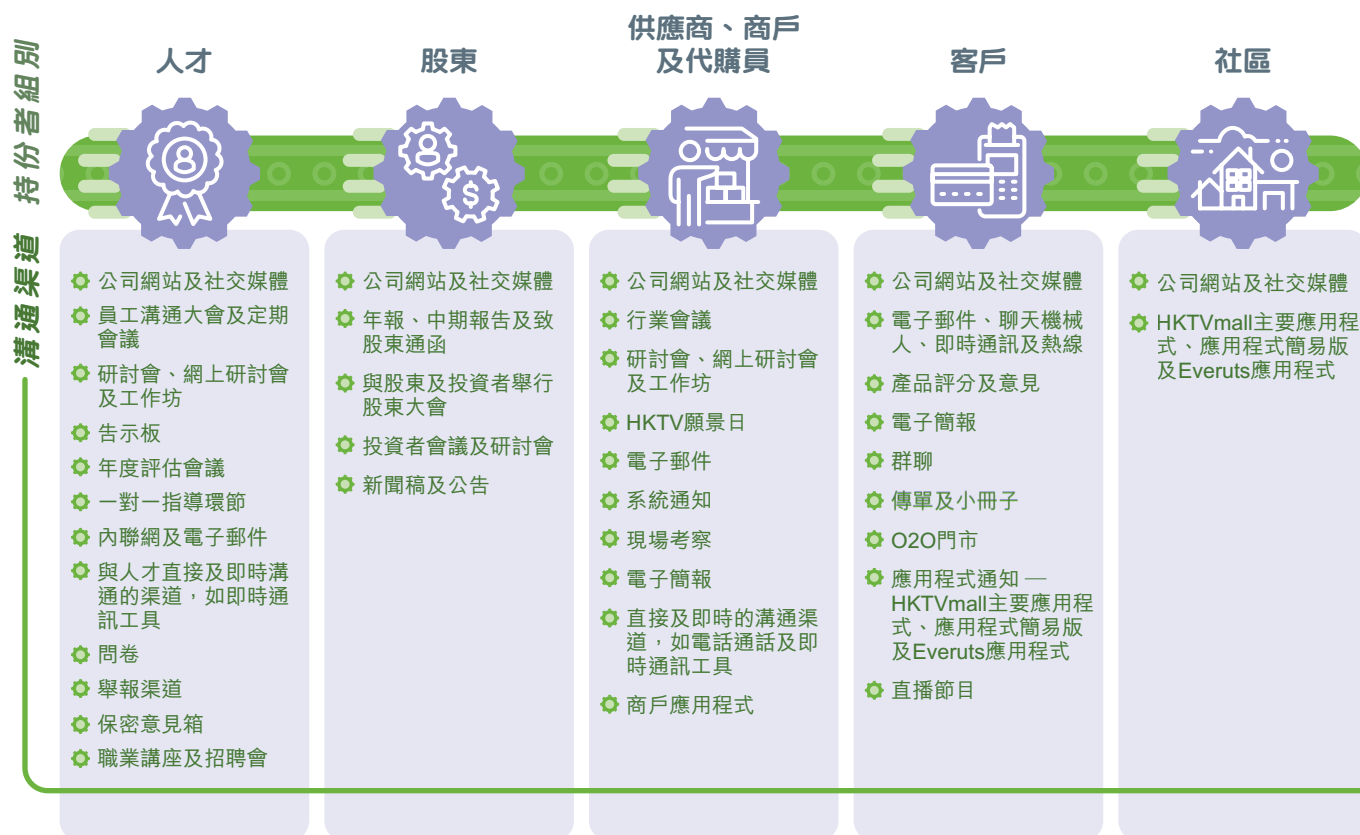 持份者組別
人才
股東
供應商、商戶
及代購員
客戶
社區
溝通渠道
公司網站及社交媒體
員工溝通大會及定期
會議
研討會、網上研討會
及工作坊
告示板
年度評估會議
一對一指導環節
內聯網及電子郵件
與人才直接及即時溝
通的渠道，如即時通
訊工具
問卷
舉報渠道
保密意見箱
職業講座及招聘會
公司網站及社交媒體
年報、中期報告及致
股東通函
與股東及投資者舉行
股東大會
投資者會議及研討會
新聞稿及公告
公司網站及社交媒體
行業會議
研討會、網上研討會
及工作坊
HKTV願景日
電子郵件
系統通知
現場考察
電子簡報
直接及即時的溝通渠
道，如電話通話及即
時通訊工具
商戶應用程式
公司網站及社交媒體
電子郵件、聊天機械
人、即時通訊及熱線
產品評分及意見
電子簡報
群聊
傳單及小冊子
O2O門市
應用程式通知 —
HKTVmall主要應用程
式、應用程式簡易版
及Everuts應用程式
直播節目
公司網站及社交媒體
HKTVmall主要應用程
式、應用程式簡易版
及Everuts應用程式